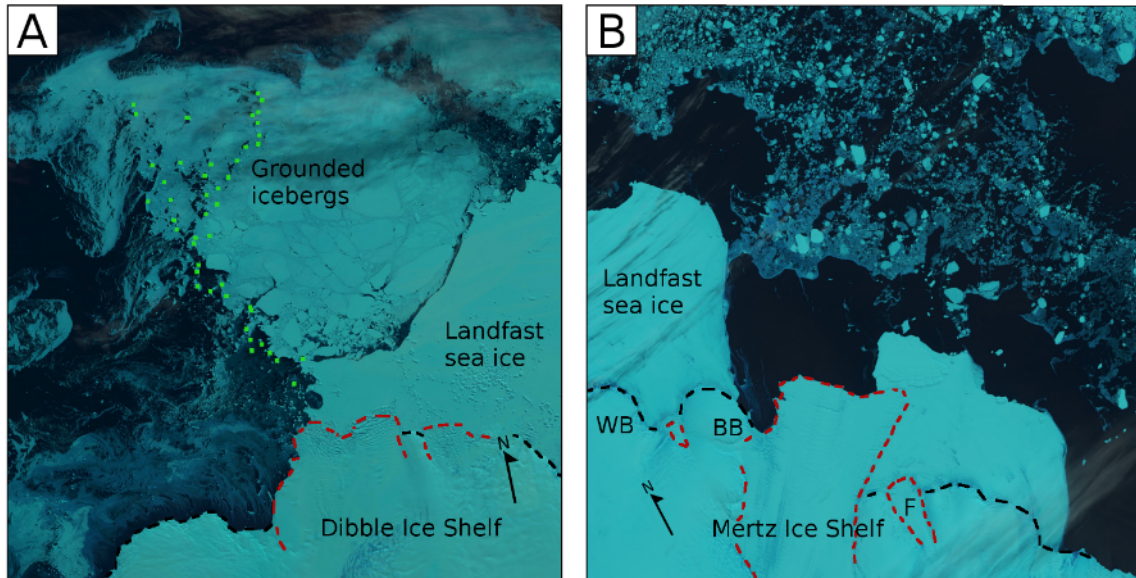 A
Grounded
icebergs
Landfast
sea ice
N
Dibble Ice Shelf
B
Landfast
sea ice
WB
BB
N
F
Mertz Ice Shelf